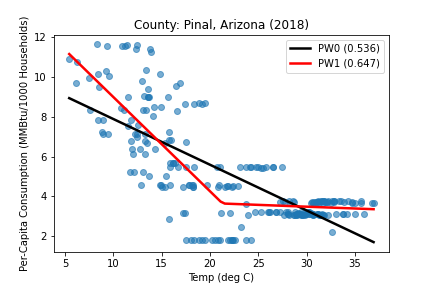 County: Pinal, Arizona (2018)
Per-Capita Consumption (MMBtu/1000 Households)
12
10
8
6
4
2
PW0 (0.536)
PW1 (0.647)
5 10 15 20 25 30 35
Temp (deg C)